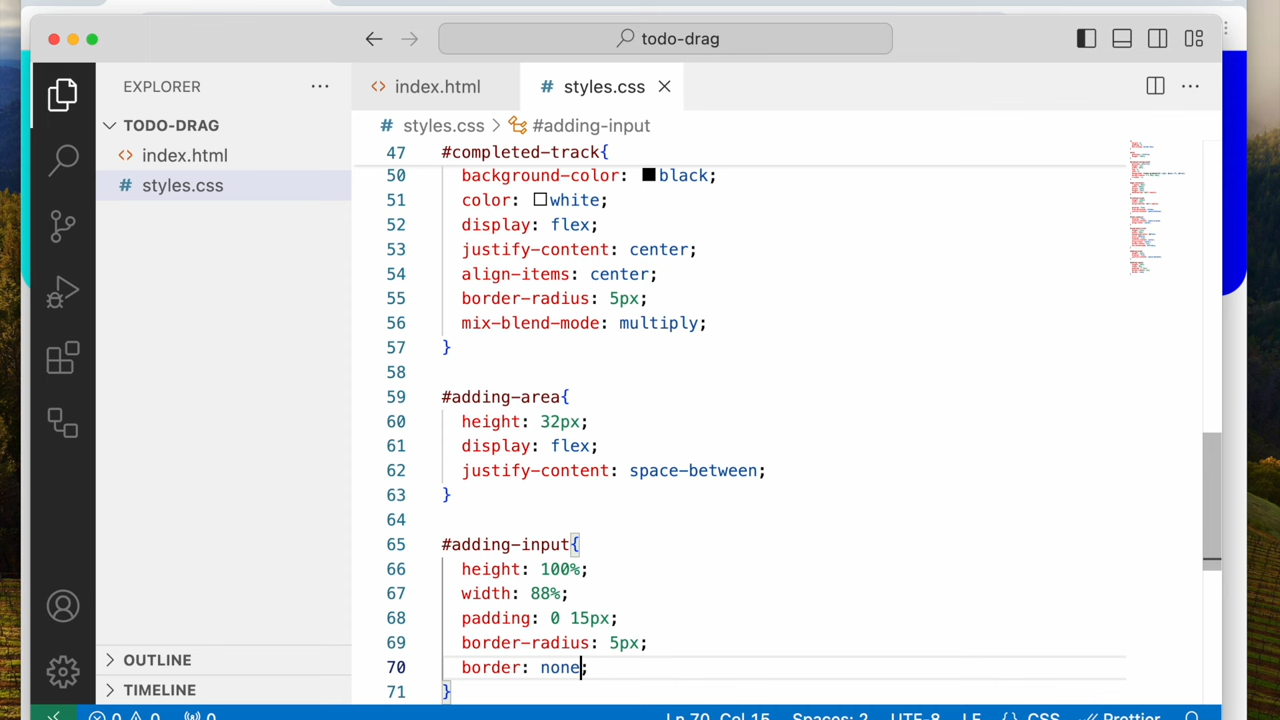 todo-drag
EXPLORER
index.html
styles.css
TODO-DRAG
styles.css > #adding-input
index.html
styles.css
47 #completed-track{
50 background-color: black;
51 color: white;
52 display: flex;
53 justify-content: center;
54 align-items: center;
55 border-radius: 5px;
56 mix-blend-mode: multiply;
57 }
58
59 #adding-area{
60 height: 32px;
61 display: flex;
62 justify-content: space-between;
63 }
64
65 #adding-input{
66 height: 100%;
67 width: 88%;
68 padding: 0 15px;
69 border-radius: 5px;
70 border: none;
71 }
OUTLINE
TIMELINE
0 0 0 Ln 70, Col 15 Spaces: 2 UTF-8 LF {} CSS Prettier